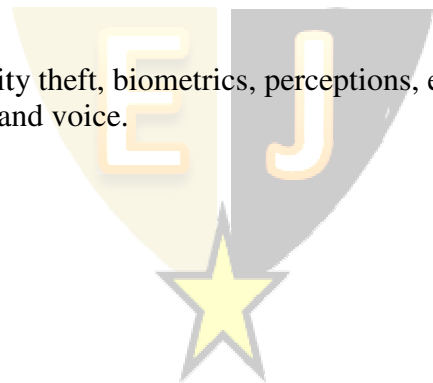 ity theft, biometrics, perceptions, e
and voice.
E J